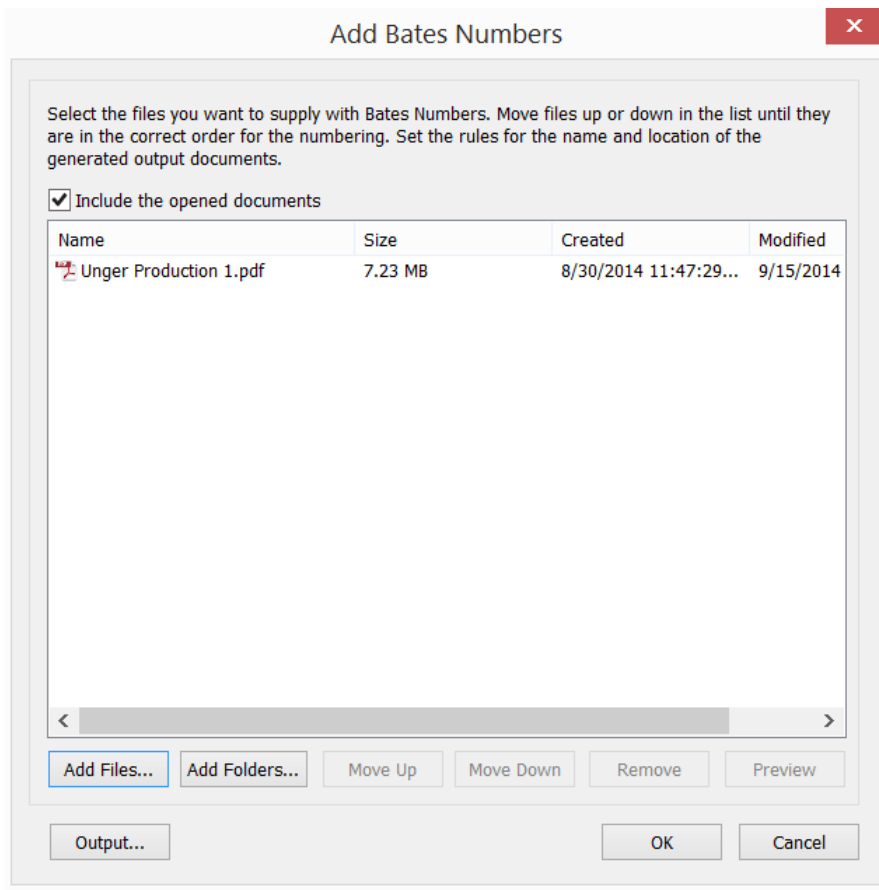 Add Bates Numbers
Select the files you want to supply with Bates Numbers. Move files up or down in the list until they
are in the correct order for the numbering. Set the rules for the name and location of the
generated output documents.
Include the opened documents
Name Size Created Modified
Unger Production 1.pdf 7.23 MB 8/30/2014 11:47:29... 9/15/2014
Add Files... Add Folders... Move Up Move Down Remove Preview
Output... OK Cancel